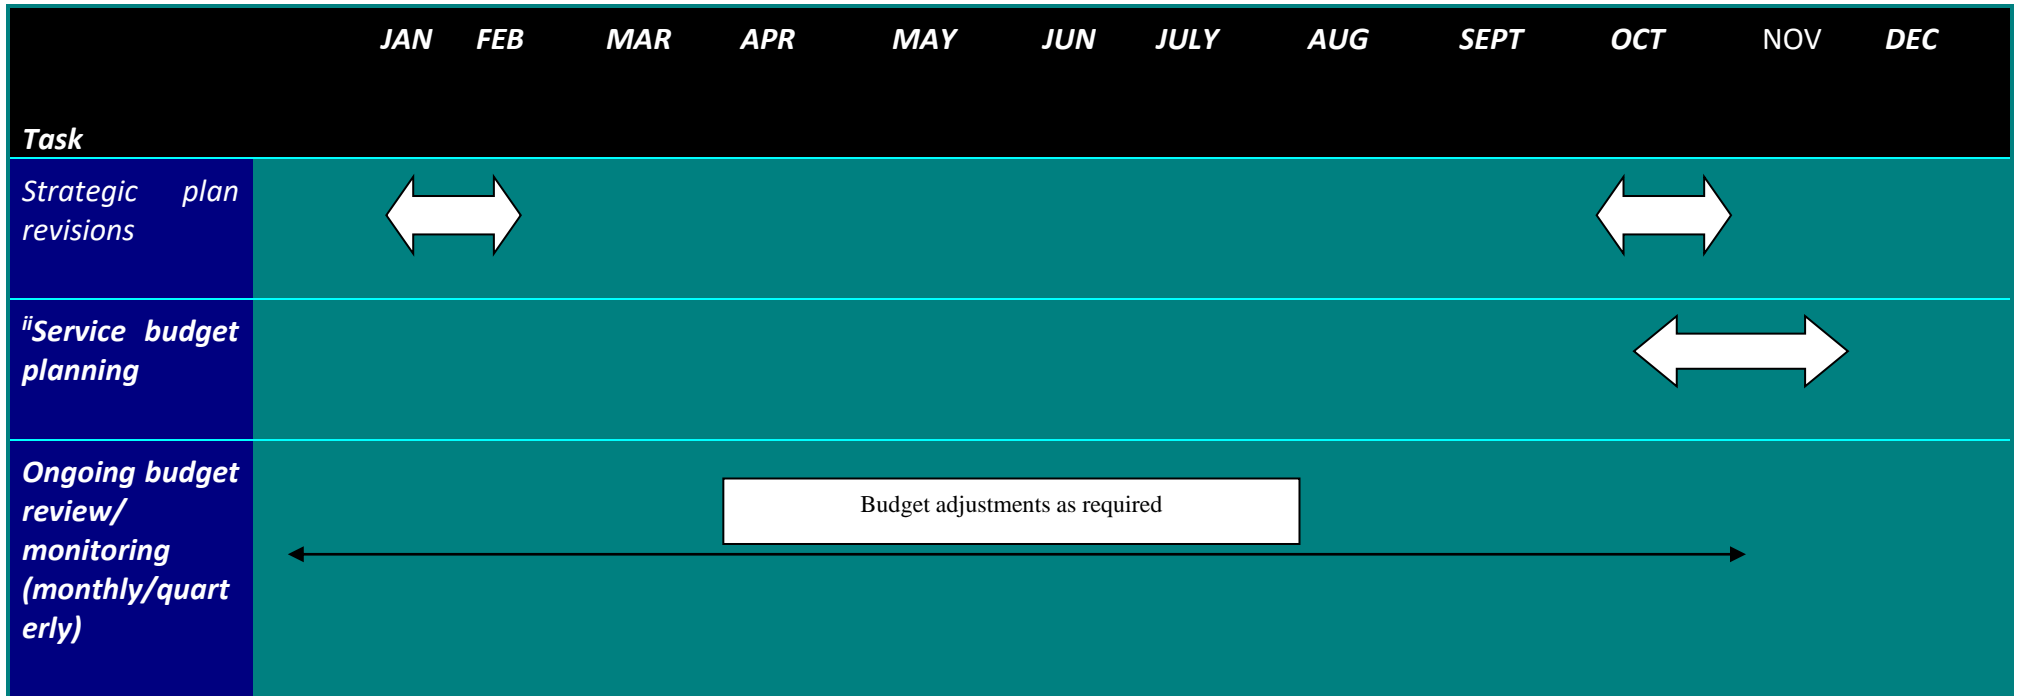 JAN FEB MAR APR MAY JUN JULY AUG SEPT OCT NOV DEC
Task
Strategic plan
revisions
iiService budget
planning
Ongoing budget
review/
monitoring
(monthly/quart
erly)
Budget adjustments as required